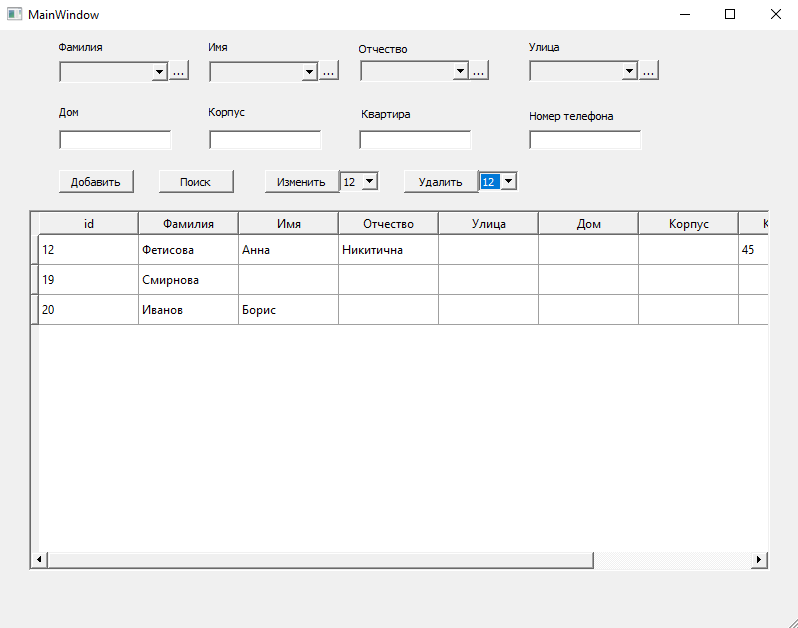 MainWindow
Фамилия Имя Отчество Улица
... ... ... ...
Дом Корпус Квартира Номер телефона
Добавить Поиск Изменить 12 Удалить 12
id Фамилия Имя Отчество Улица Дом Корпус К
12 Фетисова Анна Никитична 45
19 Смирнова
20 Иванов Борис